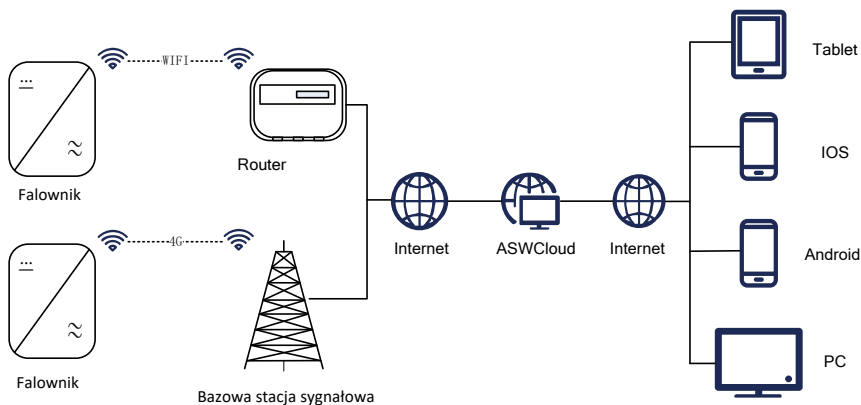 WIFI
Router
Falownik
4G
Falownik
Bazowa stacja sygnałowa
Internet
ASWCloud
Internet
Tablet
IOS
Android
PC